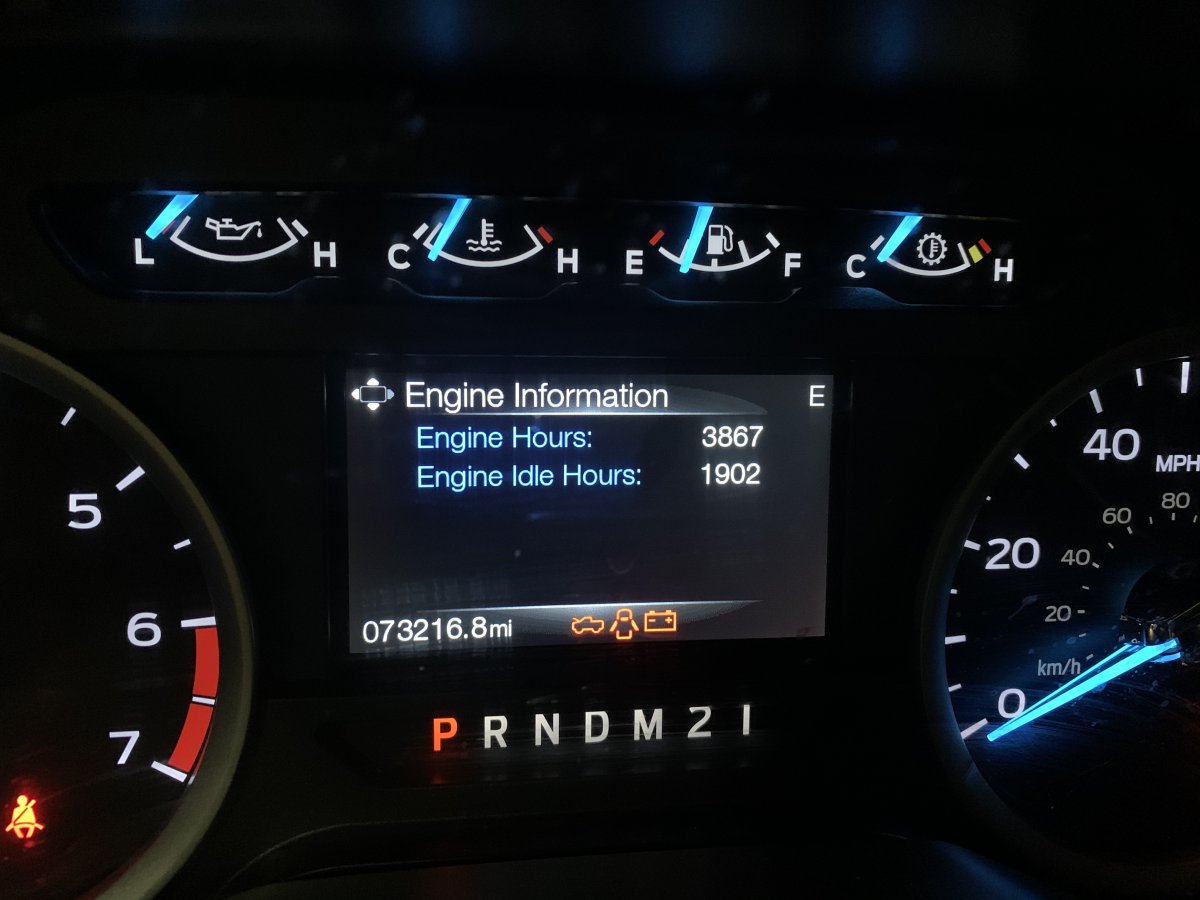 L H C H E F C H
Engine Information E
Engine Hours: 3867
Engine Idle Hours: 1902
073216.8mi
P R N D M 2 1
5
6
7
40
MPH
20
0
80
60
40
20
km/h